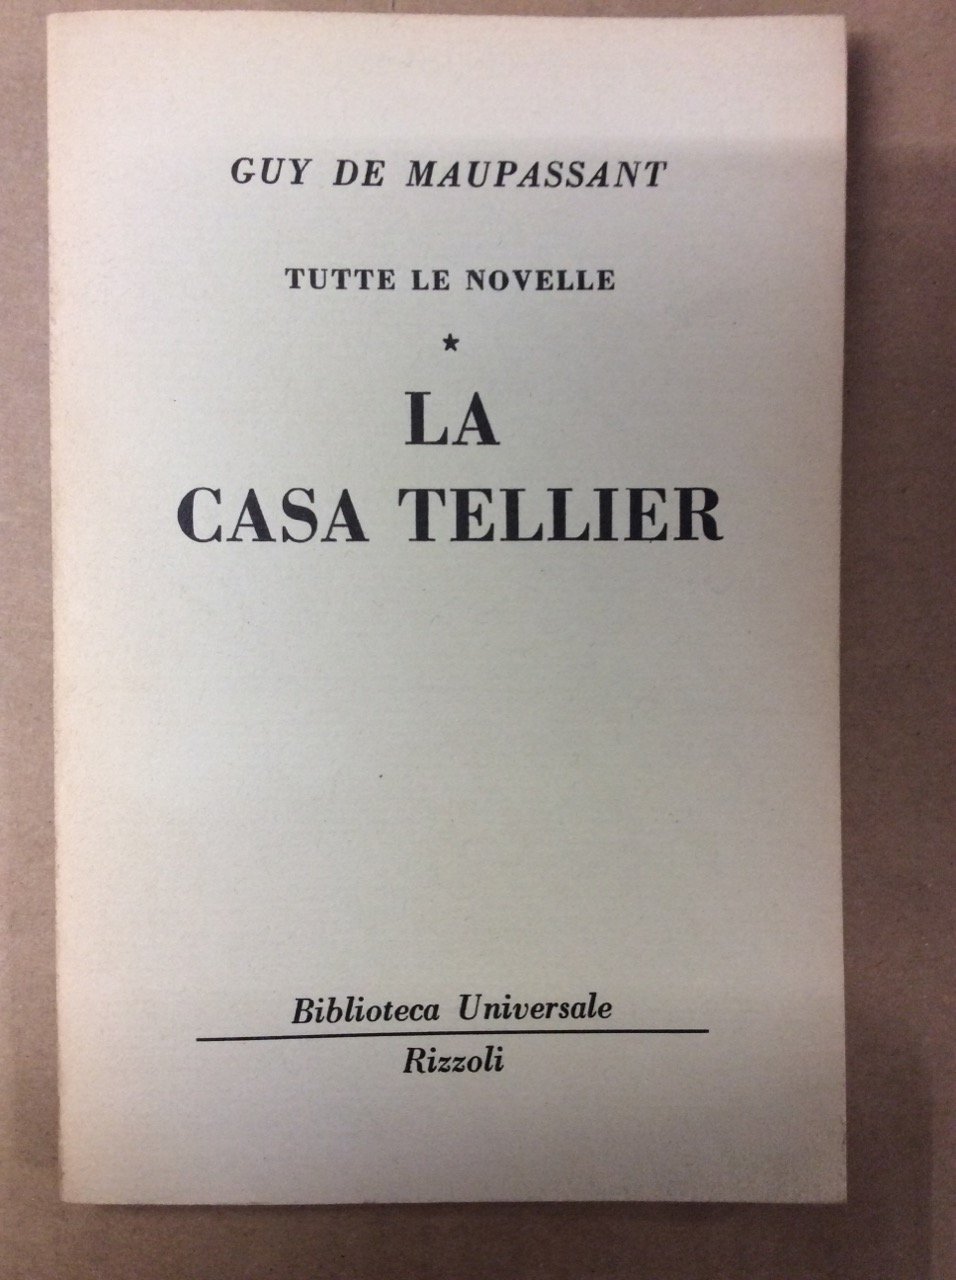 GUY DE MAUPASSANT
TUTTE LE NOVELLE
★
LA
CASA TELLIER
Biblioteca Universale
Rizzoli